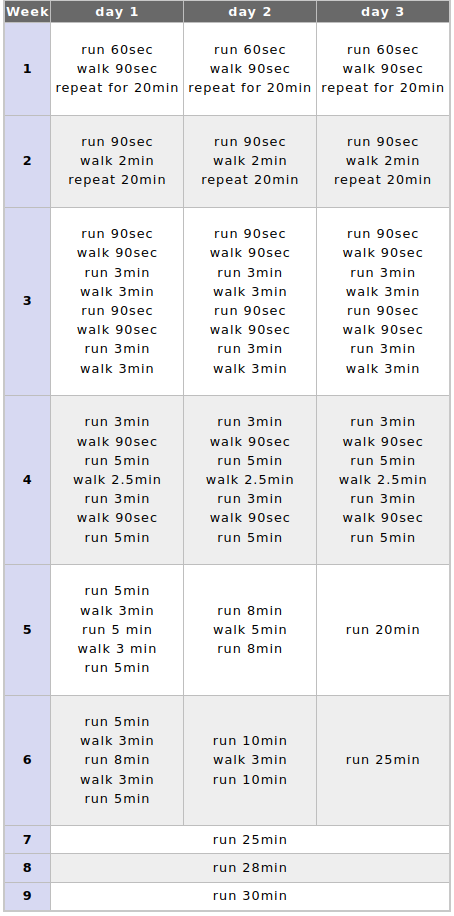 Week day 1 day 2 day 3
1
run 60sec
walk 90sec
repeat for 20min
run 60sec
walk 90sec
repeat for 20min
run 60sec
walk 90sec
repeat for 20min
2
run 90sec
walk 2min
repeat 20min
run 90sec
walk 2min
repeat 20min
run 90sec
walk 2min
repeat 20min
3
run 90sec
walk 90sec
run 3min
walk 3min
run 90sec
walk 90sec
run 3min
walk 3min
run 90sec
walk 90sec
run 3min
walk 3min
run 90sec
walk 90sec
run 3min
walk 3min
run 90sec
walk 90sec
run 3min
walk 3min
run 90sec
walk 90sec
run 3min
walk 3min
4
run 3min
walk 90sec
run 5min
walk 2.5min
run 3min
walk 90sec
run 5min
run 3min
walk 90sec
run 5min
walk 2.5min
run 3min
walk 90sec
run 5min
run 3min
walk 90sec
run 5min
walk 2.5min
run 3min
walk 90sec
run 5min
5
run 5min
walk 3min
run 5 min
walk 3 min
run 5min
run 8min
walk 5min
run 8min
run 20min
6
run 5min
walk 3min
run 8min
walk 3min
run 5min
run 10min
walk 3min
run 10min
run 25min
7 run 25min
8 run 28min
9 run 30min